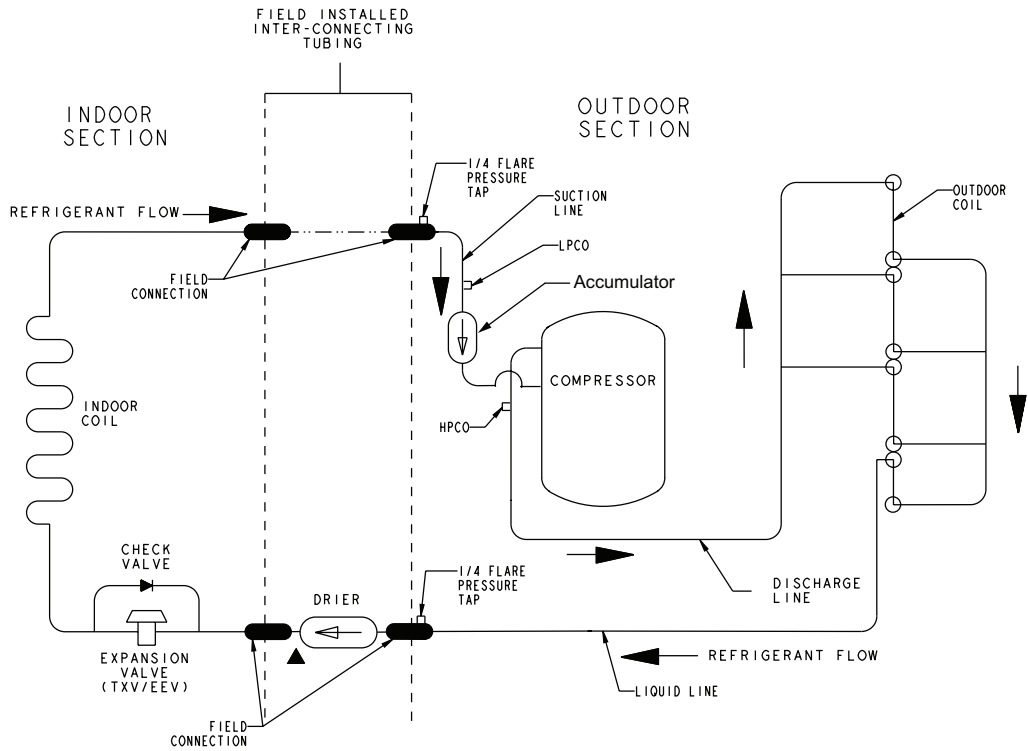 FIELD INSTALLED
INTER-CONNECTING
TUBING
INDOOR
SECTION
OUTDOOR
SECTION
1/4 FLARE
PRESSURE
TAP
SUCTION
LINE
OUTDOOR
COIL
REFRIGERANT FLOW
LPCO
FIELD
CONNECTION
Accumulator
COMPRESSOR
INDOOR
COIL
HPCO
CHECK
VALVE
DRIER
1/4 FLARE
PRESSURE
TAP
DISCHARGE
LINE
EXPANSION
VALVE
(TXV/EEV)
REFRIGERANT FLOW
LIQUID LINE
FIELD
CONNECTION